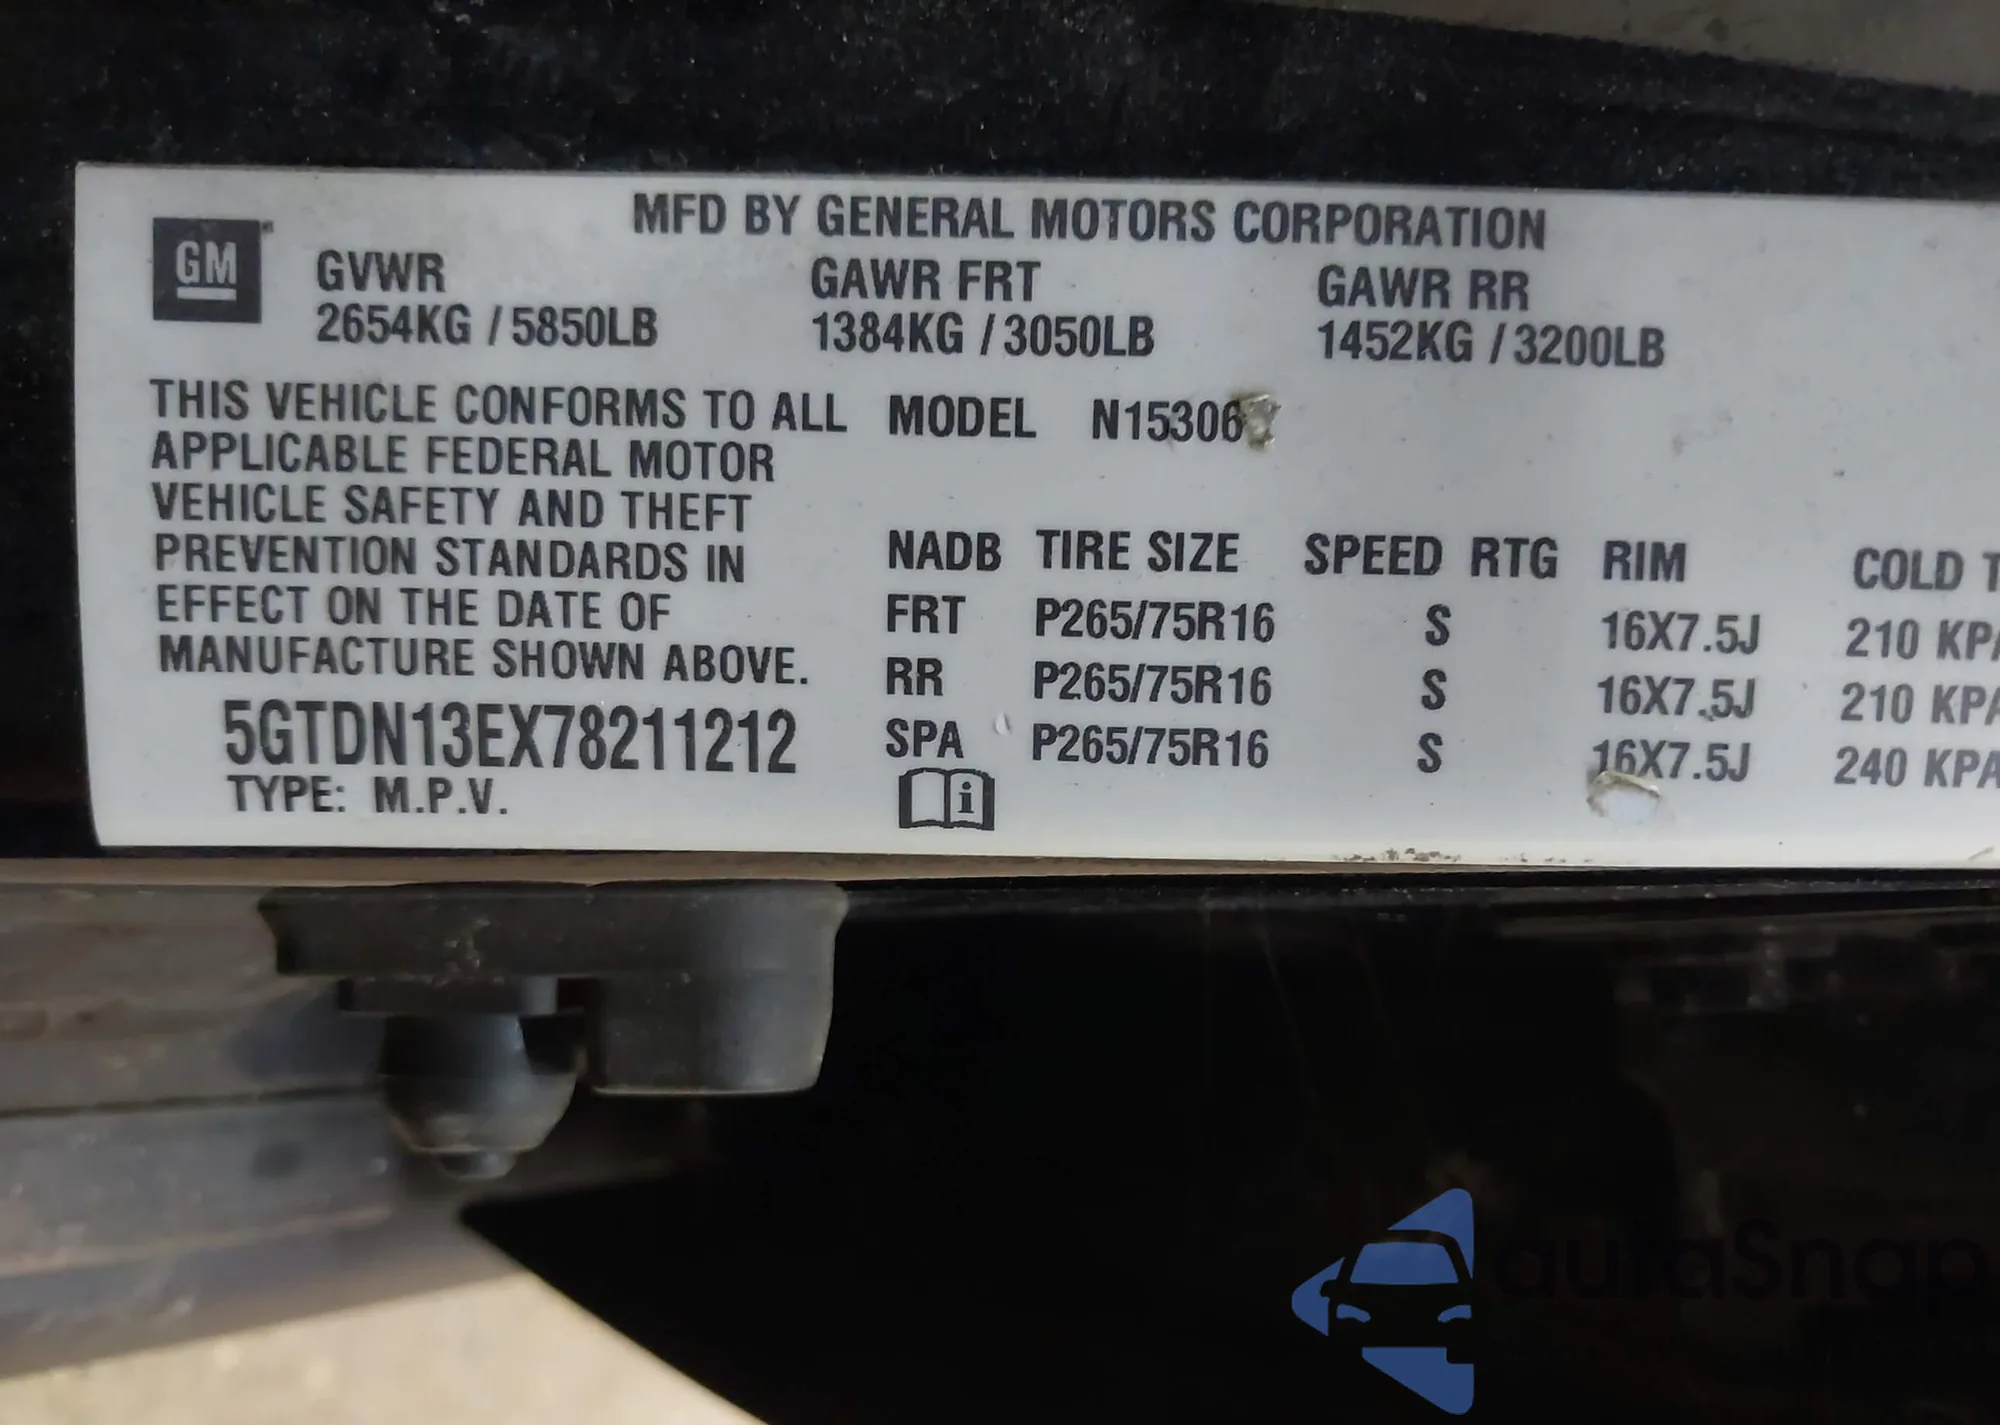 MFD BY GENERAL MOTORS CORPORATION
GM
GVWR GAWR FRT GAWR RR
2654KG / 5850LB 1384KG / 3050LB 1452KG / 3200LB
THIS VEHICLE CONFORMS TO ALL
APPLICABLE FEDERAL MOTOR
VEHICLE SAFETY AND THEFT
PREVENTION STANDARDS IN
EFFECT ON THE DATE OF
MANUFACTURE SHOWN ABOVE.
5GTDN13EX78211212
TYPE: M.P.V.
MODEL N15306
NADB TIRE SIZE SPEED RTG RIM COLD T
FRT P265/75R16 S 16X7.5J 210 KPA
RR P265/75R16 S 16X7.5J 210 KPA
SPA P265/75R16 S 16X7.5J 240 KPA
i
autaSnap